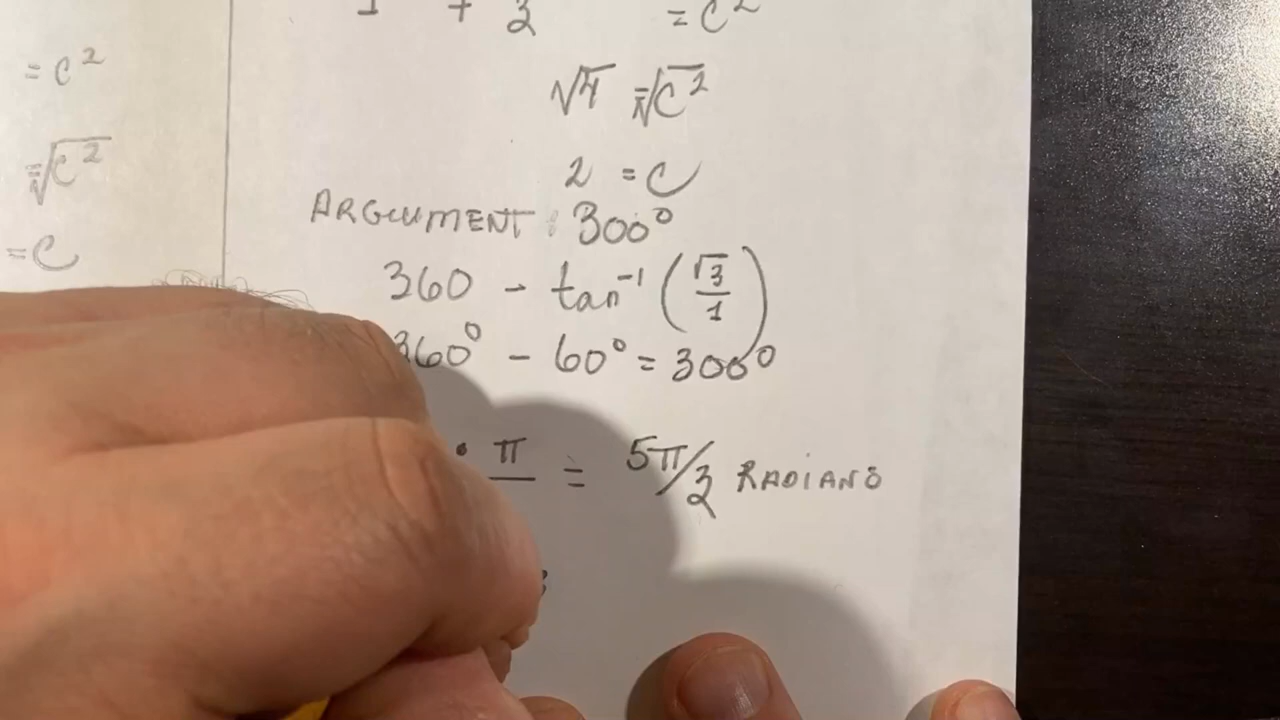 = c²
= √c²
= c
1 + 3 = c²
√4 = √c²
2 = c
ARGUMENT: 300°
360 - tan⁻¹ (√3/1)
360° - 60° = 300°
· π = 5π/3 RADIANS